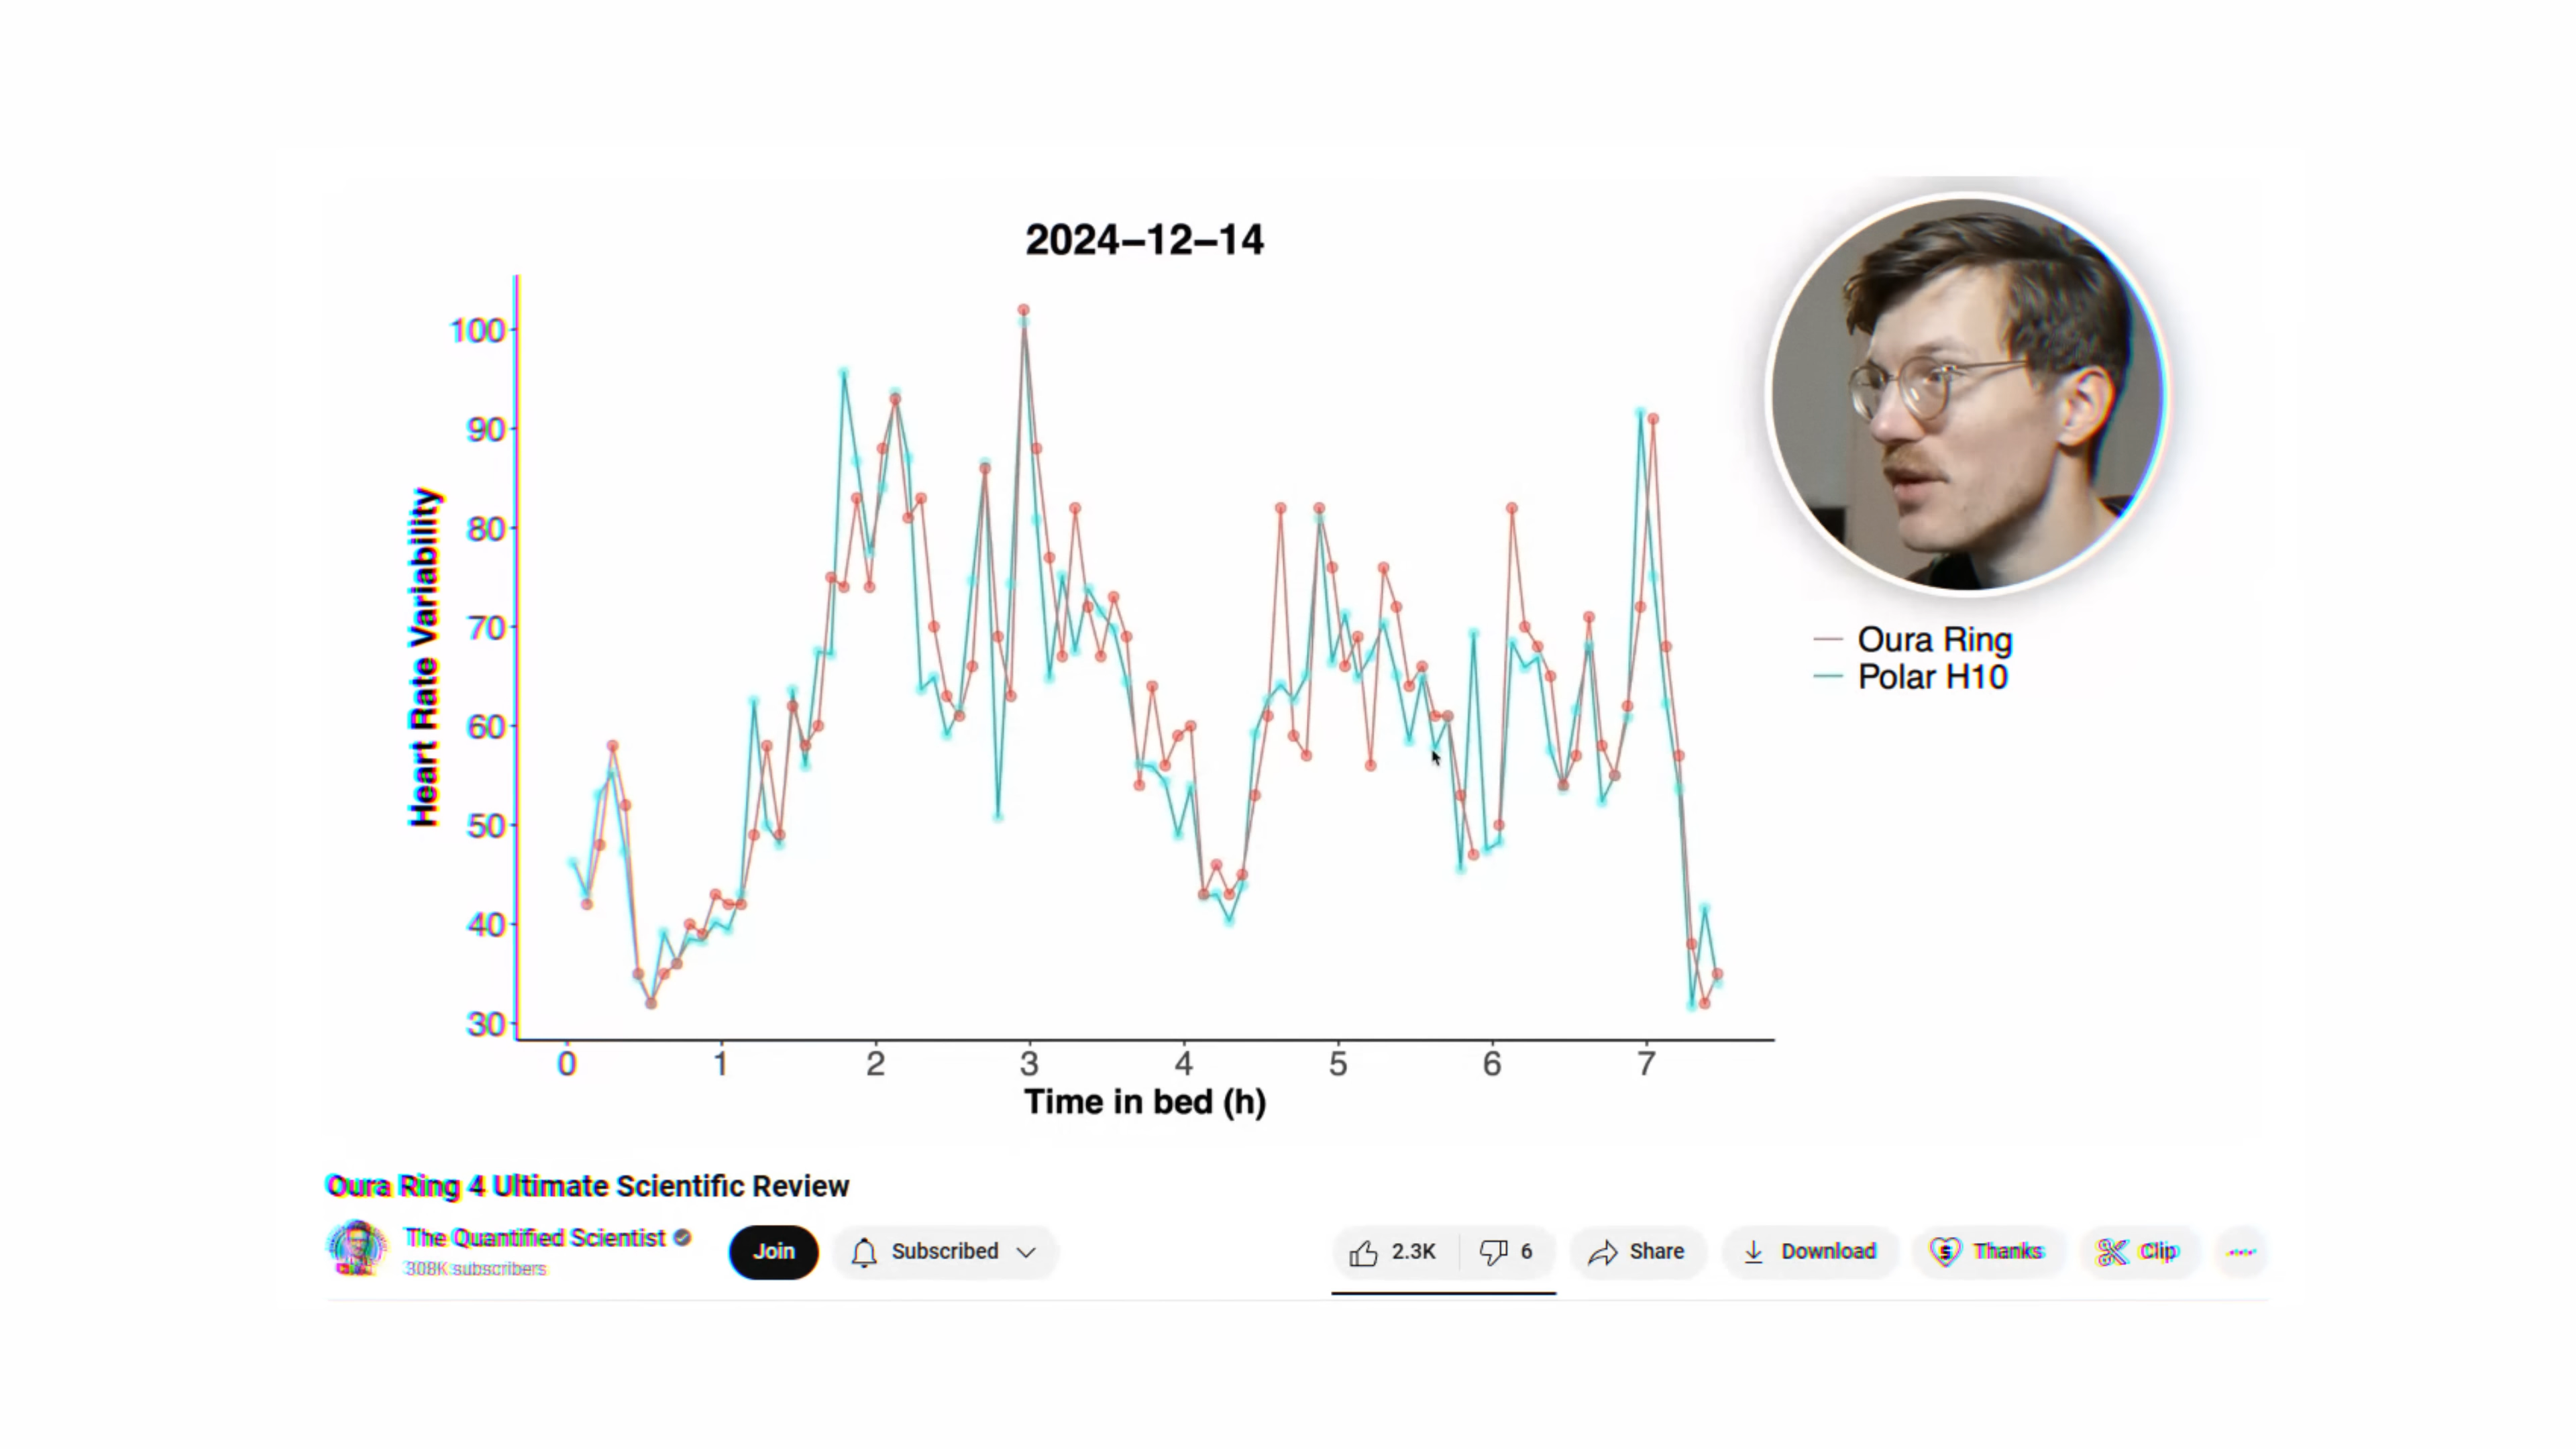 2024–12–14
100
90
80
70
60
50
40
30
Heart Rate Variability
0 1 2 3 4 5 6 7
Time in bed (h)
Oura Ring
Polar H10
Oura Ring 4 Ultimate Scientific Review
The Quantified Scientist
308K subscribers
Join
Subscribed
2.3K
6
Share
Download
Thanks
Clip